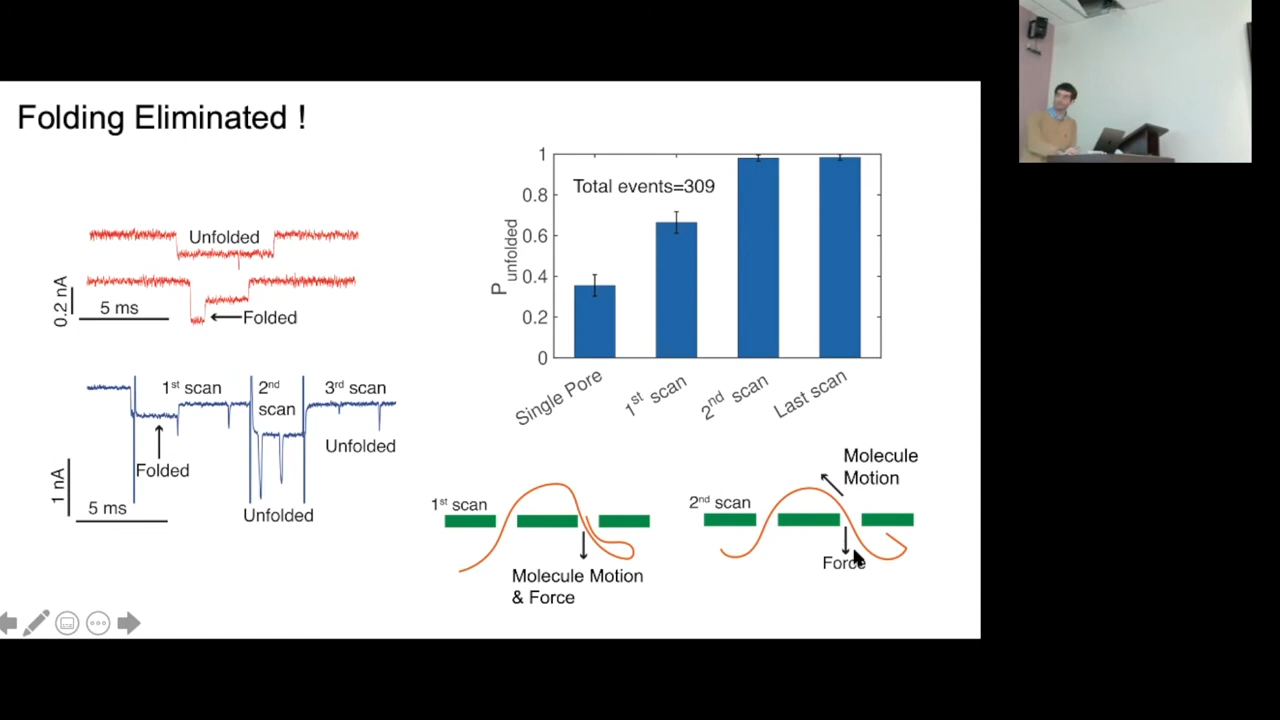 Folding Eliminated !
Unfolded
0.2 nA
5 ms
Folded
1st scan
2nd scan
3rd scan
Folded
Unfolded
Unfolded
1 nA
5 ms
Total events=309
Punfolded
1
0.8
0.6
0.4
0.2
0
Single Pore
1st scan
2nd scan
Last scan
1st scan
Molecule Motion
& Force
2nd scan
Molecule
Motion
Force